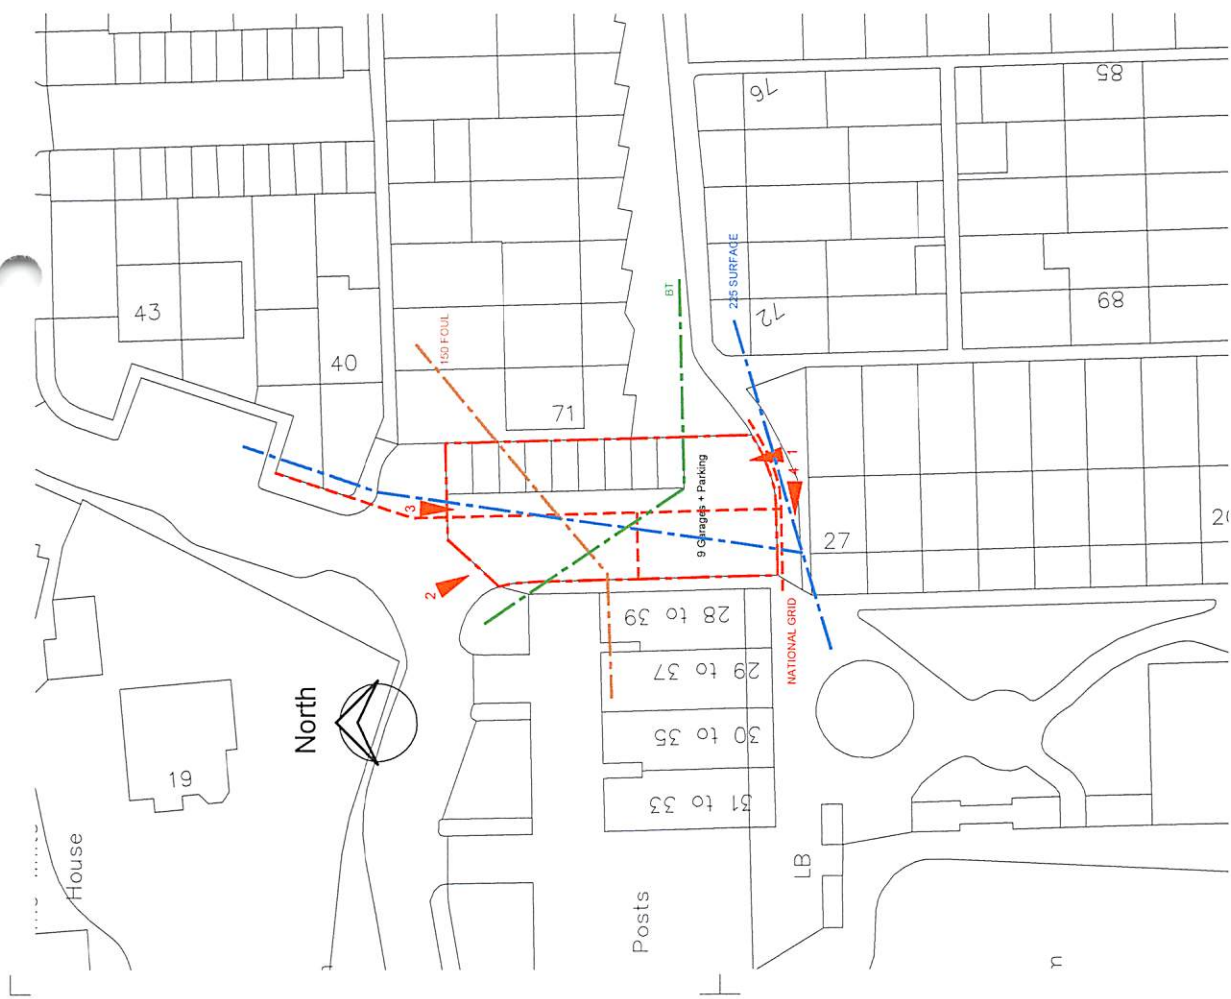 76
85
225 SURFACE
BT
43
72
89
150 FOUL
40
71
9 Garages + Parking
1
4
3
27
2
28 to 39
NATIONAL GRID
29 to 37
North
30 to 35
19
31 to 33
House
LB
Posts